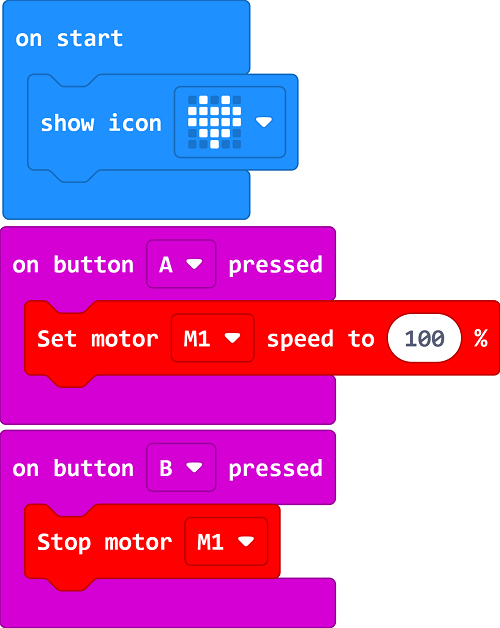 on start
show icon
on button A pressed
Set motor M1 speed to 100 %
on button B pressed
Stop motor M1